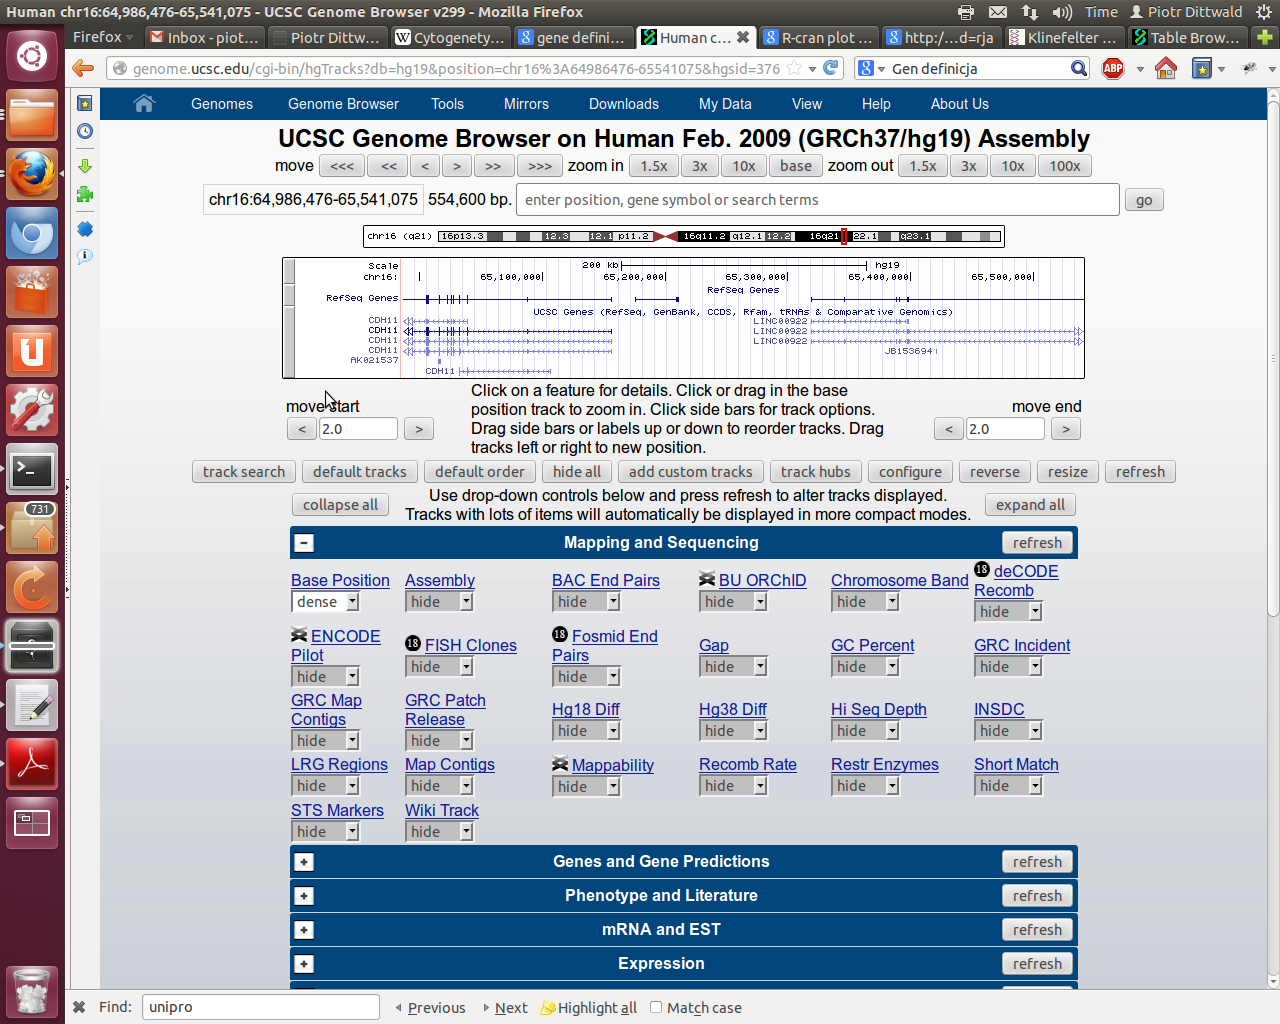 Human chr16:64,986,476-65,541,075 - UCSC Genome Browser v299 - Mozilla Firefox
Time
Piotr Dittwald
Firefox
Inbox - piot...
Piotr Dittw...
Cytogenety...
gene defini...
Human c...
R-cran plot ...
http:/...d=rja
Klinefelter ...
Table Brow...
genome.ucsc.edu/cgi-bin/hgTracks?db=hg19&position=chr16%3A64986476-65541075&hgsid=376
Gen definicja
ABP
731
Genomes Genome Browser Tools Mirrors Downloads My Data View Help About Us
UCSC Genome Browser on Human Feb. 2009 (GRCh37/hg19) Assembly
move <<< << < > >> >>> zoom in 1.5x 3x 10x base zoom out 1.5x 3x 10x 100x
chr16:64,986,476-65,541,075 554,600 bp. enter position, gene symbol or search terms go
chr16 (q21) 16p13.3 12.3 12.1 p11.2 16q11.2 q12.1 12.2 16q21 22.1 q23.1
Scale 200 kb hg19
chr16: 65,100,000 65,200,000 65,300,000 65,400,000 65,500,000
RefSeq Genes
RefSeq Genes
UCSC Genes (RefSeq, GenBank, CCDS, Rfam, tRNAs & Comparative Genomics)
CDH11 LINC00922
CDH11 LINC00922
CDH11 LINC00922
CDH11 JB153694
AK021537
CDH11
move start
< 2.0 >
Click on a feature for details. Click or drag in the base
position track to zoom in. Click side bars for track options.
Drag side bars or labels up or down to reorder tracks. Drag
tracks left or right to new position.
move end
< 2.0 >
track search default tracks default order hide all add custom tracks track hubs configure reverse resize refresh
collapse all
Use drop-down controls below and press refresh to alter tracks displayed.
Tracks with lots of items will automatically be displayed in more compact modes.
expand all
- Mapping and Sequencing refresh
Base Position Assembly BAC End Pairs BU ORChID Chromosome Band 18 deCODE Recomb
dense hide hide hide hide hide
ENCODE Pilot 18 FISH Clones 18 Fosmid End Pairs Gap GC Percent GRC Incident
hide hide hide hide hide hide
GRC Map Contigs GRC Patch Release Hg18 Diff Hg38 Diff Hi Seq Depth INSDC
hide hide hide hide hide hide
LRG Regions Map Contigs Mappability Recomb Rate Restr Enzymes Short Match
hide hide hide hide hide hide
STS Markers Wiki Track
hide hide
+ Genes and Gene Predictions refresh
+ Phenotype and Literature refresh
+ mRNA and EST refresh
+ Expression refresh
Find: unipro Previous Next Highlight all Match case